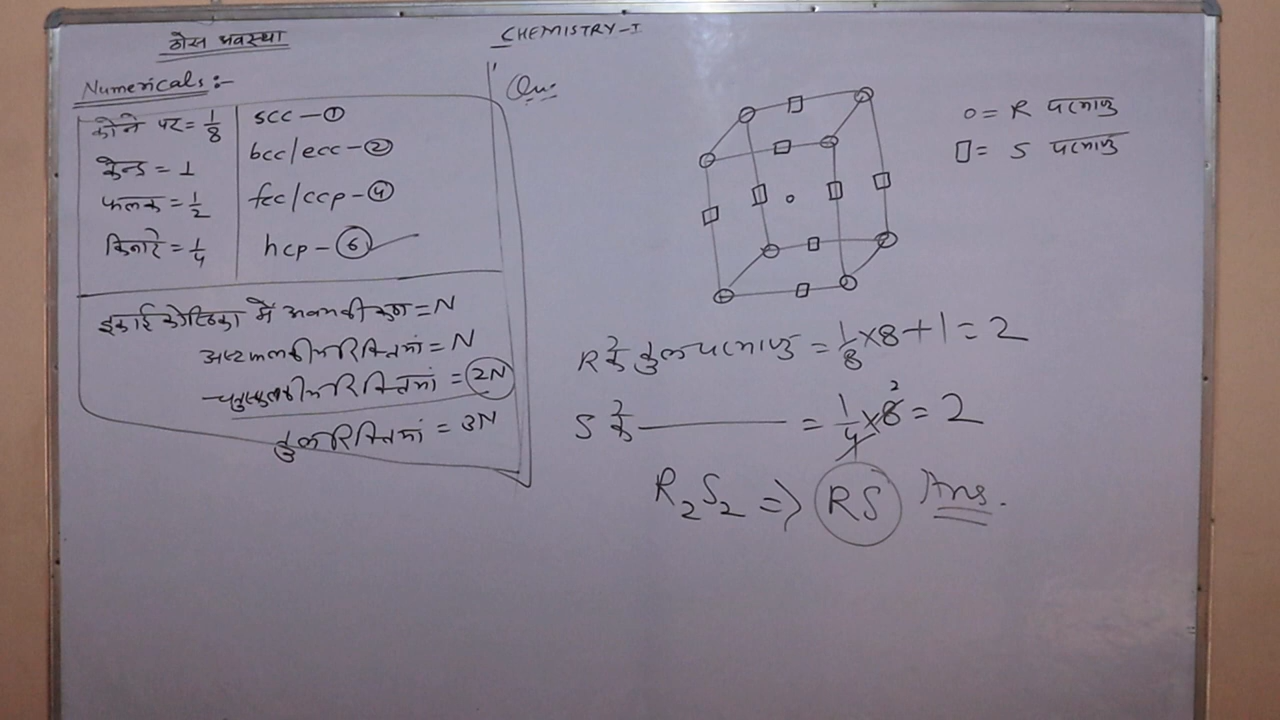 ठोस अवस्था
CHEMISTRY-I
Numericals:-
कोने पर = 1/8
केन्द्र = 1
फलक = 1/2
किनारे = 1/4
scc - ①
bcc/ecc - ②
fcc/ccp - ④
hcp - ⑥
इकाई कोष्ठिका में = N
अष्टफलकीय रिक्तियां = N
चतुष्फलकीय रिक्तियां = 2N
कुल रिक्तियां = 3N
Que
o = R परमाणु
▯ = S परमाणु
R के कुल परमाणु = 1/8 × 8 + 1 = 2
S के ——— = 1/4 × 8 2 = 2
R₂S₂ ⇒ RS Ans.